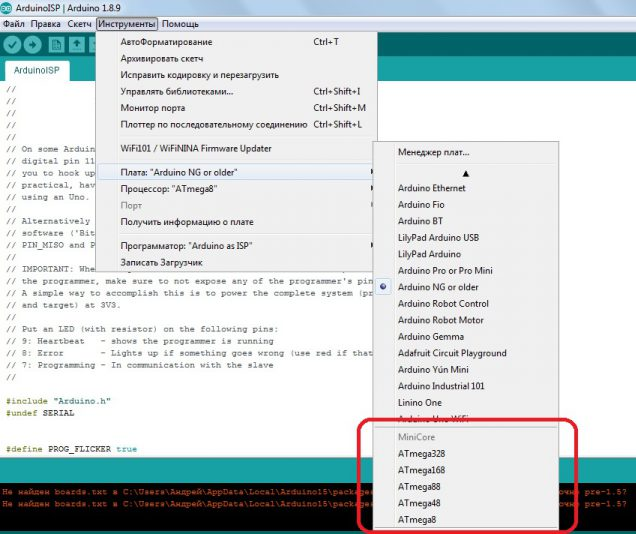 ArduinoISP | Arduino 1.8.9
Файл Правка Скетч Инструменты Помощь
АвтоФорматирование Ctrl+T
Архивировать скетч
Исправить кодировку и перезагрузить
Управлять библиотеками... Ctrl+Shift+I
Монитор порта Ctrl+Shift+M
Плоттер по последовательному соединению Ctrl+Shift+L
WiFi101 / WiFiNINA Firmware Updater
Плата: "Arduino NG or older"
Процессор: "ATmega8"
Порт
Получить информацию о плате
Программатор: "Arduino as ISP"
Записать Загрузчик
Менеджер плат...
Arduino Ethernet
Arduino Fio
Arduino BT
LilyPad Arduino USB
LilyPad Arduino
Arduino Pro or Pro Mini
Arduino NG or older
Arduino Robot Control
Arduino Robot Motor
Arduino Gemma
Adafruit Circuit Playground
Arduino Yún Mini
Arduino Industrial 101
Linino One
Arduino Uno WiFi
MiniCore
ATmega328
ATmega168
ATmega88
ATmega48
ATmega8
ArduinoISP
//
//
//
//
// On some Arduin
// digital pin 11
// you to hook up
// practical, hav
// using an Uno.
//
// Alternatively
// software ('Bit
// PIN_MISO and P
//
// IMPORTANT: Whe
// the programmer, make sure to not expose any of the programmer's pin
// A simple way to accomplish this is to power the complete system (pr
// and target) at 3V3.
//
// Put an LED (with resistor) on the following pins:
// 9: Heartbeat - shows the programmer is running
// 8: Error - Lights up if something goes wrong (use red if that
// 7: Programming - In communication with the slave
//
#include "Arduino.h"
#undef SERIAL
#define PROG_FLICKER true
Не найден boards.txt в C:\Users\Андрей\AppData\Local\Arduino15\packages pre-1.5?
Не найден boards.txt в C:\Users\Андрей\AppData\Local\Arduino15\packages pre-1.5?